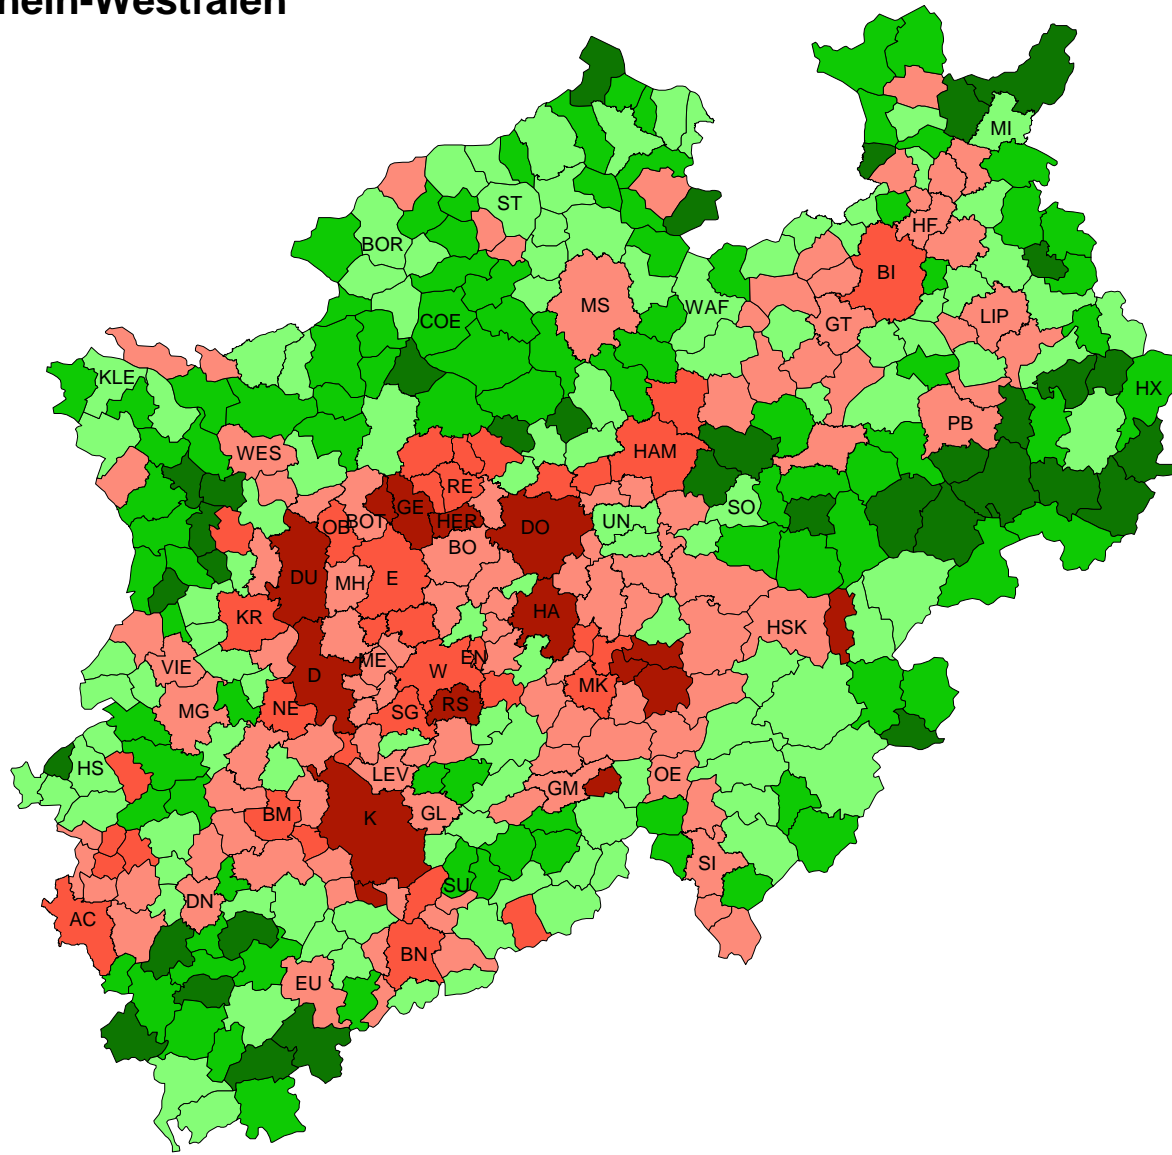 hein-Westfalen
MI
ST
HF
BOR
BI
MS
WAF
LIP
COE
GT
KLE
HX
PB
WES
HAM
RE
GE
SO
OB
BOT
HER
UN
DO
BO
DU
MH
E
KR
HA
HSK
VIE
ME
EN
W
D
MK
RS
MG
NE
SG
HS
LEV
OE
GM
BM
K
GL
SI
SU
DN
AC
BN
EU